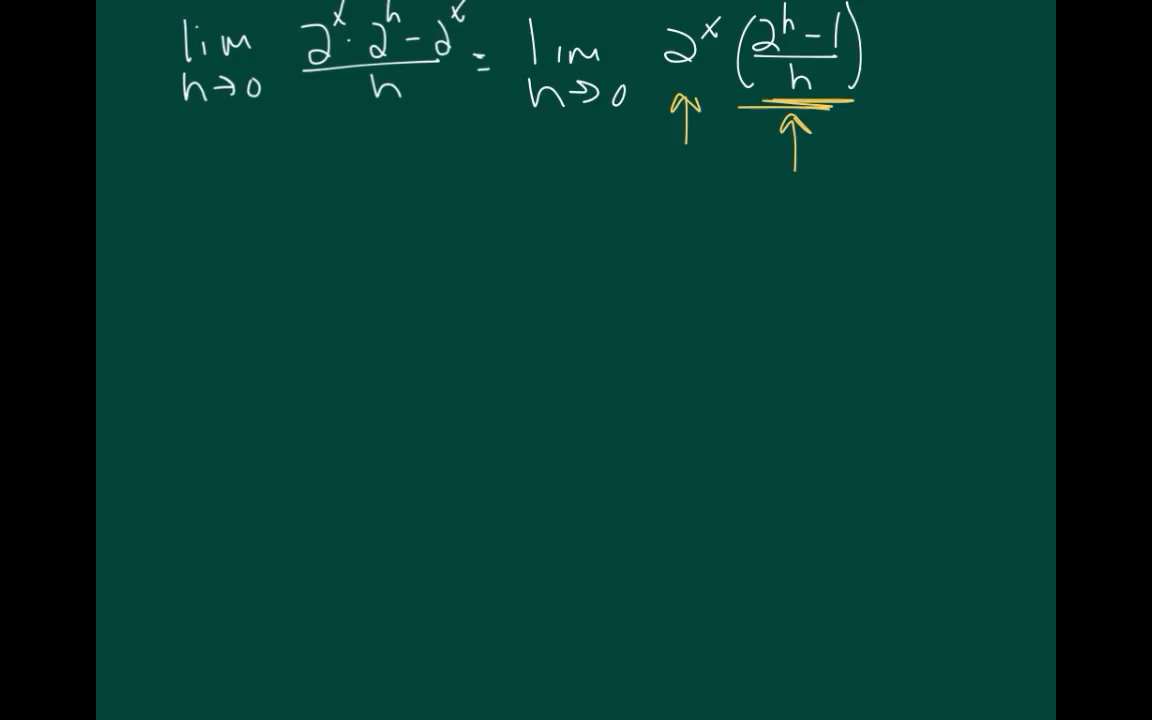 lim h→0 (2^x · 2^h − 2^x)/h = lim h→0 2^x ((2^h − 1)/h)